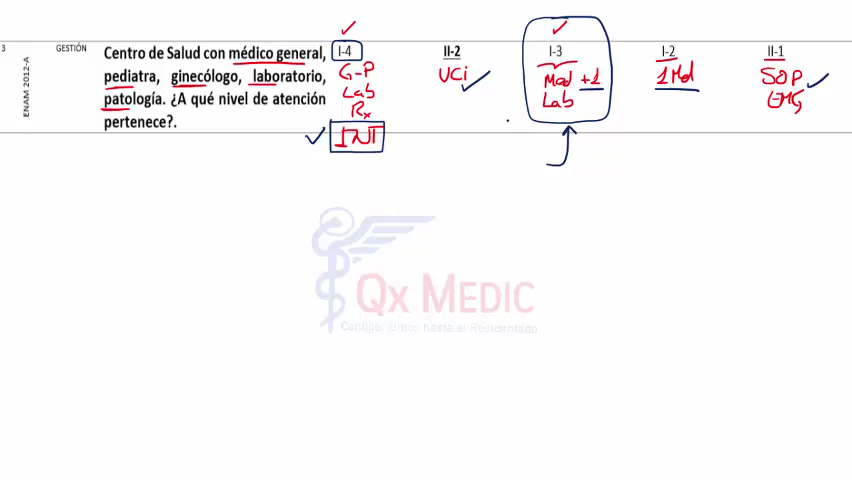 3
ENAM 2012-A
GESTIÓN
Centro de Salud con médico general,
pediatra, ginecólogo, laboratorio,
patología. ¿A qué nivel de atención
pertenece?.
I-4
G-P
Lab
Rx
INT
II-2
UCi
I-3
Med +1
Lab
I-2
1 Md
II-1
SOP
EMG
QX MEDIC
Contigo, juntos hasta el Residentado